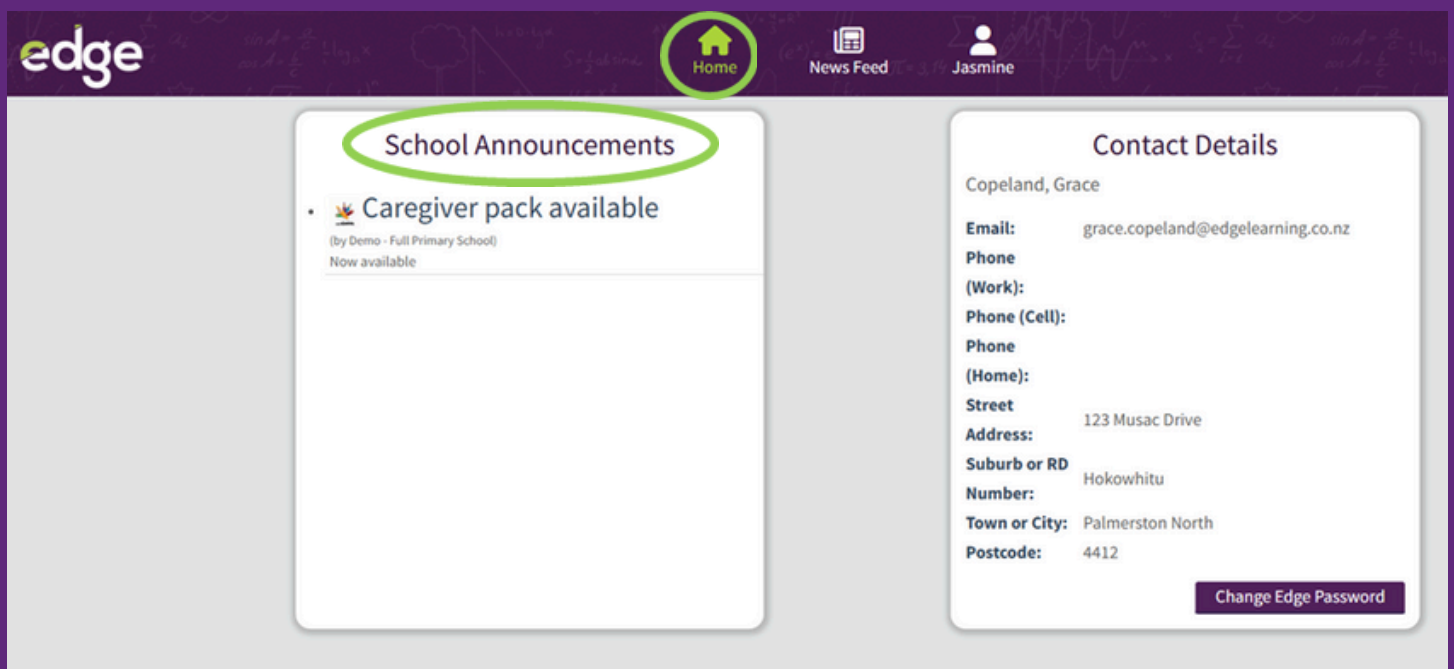 edge
Home
News Feed
Jasmine
School Announcements
• Caregiver pack available
(by Demo - Full Primary School)
Now available
Contact Details
Copeland, Grace
Email: grace.copeland@edgelearning.co.nz
Phone
(Work):
Phone (Cell):
Phone
(Home):
Street
Address: 123 Musac Drive
Suburb or RD
Number: Hokowhitu
Town or City: Palmerston North
Postcode: 4412
Change Edge Password